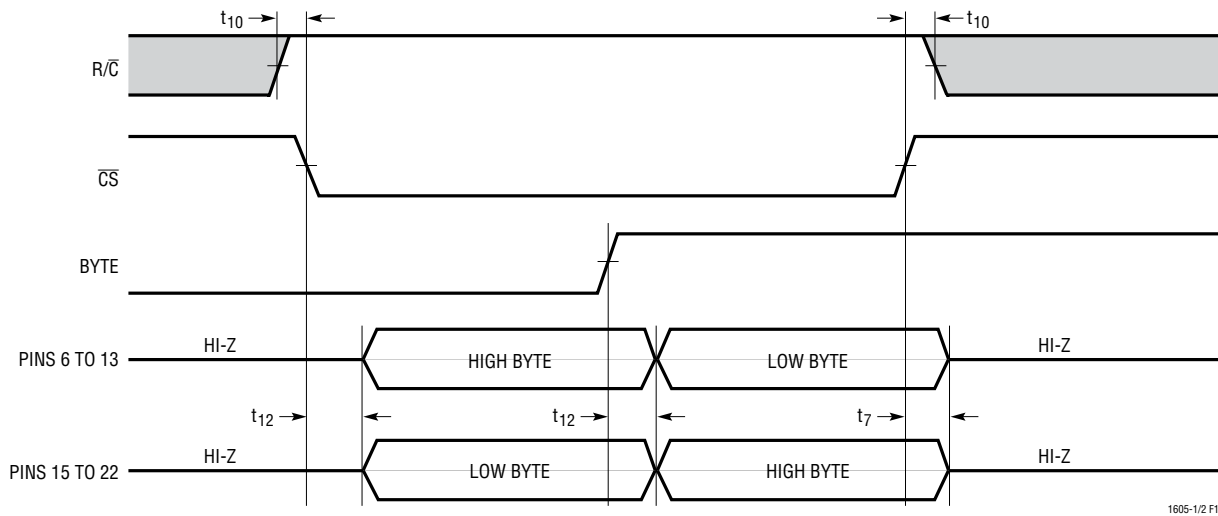 t10 t10
R/C̅
C̅S̅
BYTE
PINS 6 TO 13 HI-Z HIGH BYTE LOW BYTE HI-Z
t12 t12 t7
PINS 15 TO 22 HI-Z LOW BYTE HIGH BYTE HI-Z
1605-1/2 F1